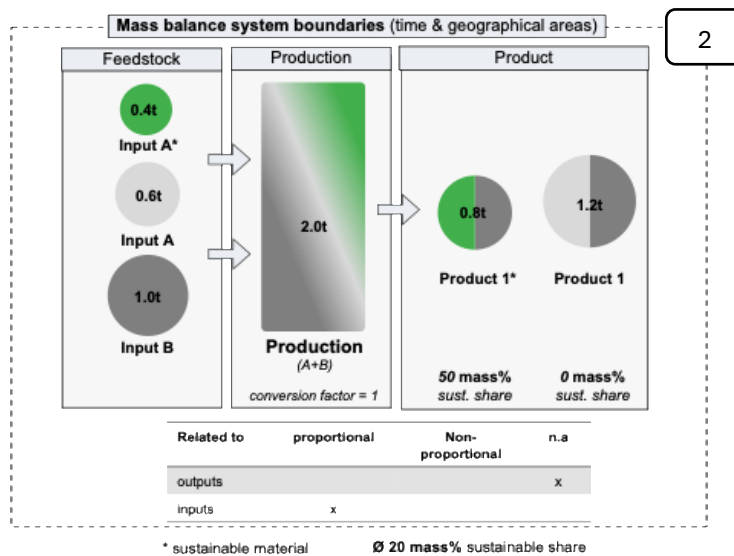 Mass balance system boundaries (time & geographical areas)
2
Feedstock
Production
Product
0.4t
Input A*
0.6t
Input A
1.0t
Input B
2.0t
Production
(A+B)
conversion factor = 1
0.8t
1.2t
Product 1*
Product 1
50 mass%
sust. share
0 mass%
sust. share
Related to proportional Non-proportional n.a
outputs x
inputs x
* sustainable material
Ø 20 mass% sustainable share